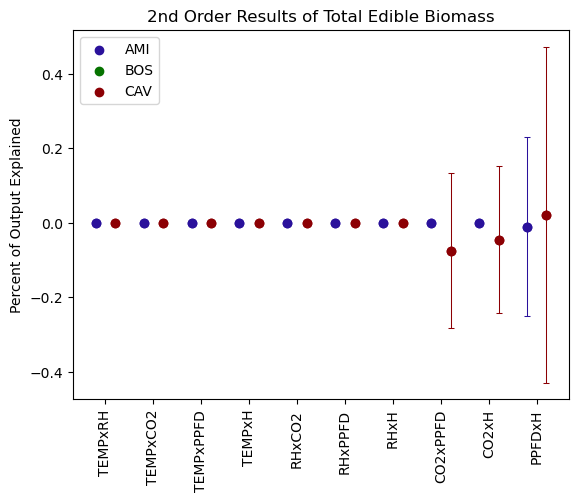 2nd Order Results of Total Edible Biomass
AMI
BOS
CAV
Percent of Output Explained
0.4
0.2
0.0
−0.2
−0.4
TEMPxRH
TEMPxCO2
TEMPxPPFD
TEMPxH
RHxCO2
RHxPPFD
RHxH
CO2xPPFD
CO2xH
PPFDxH